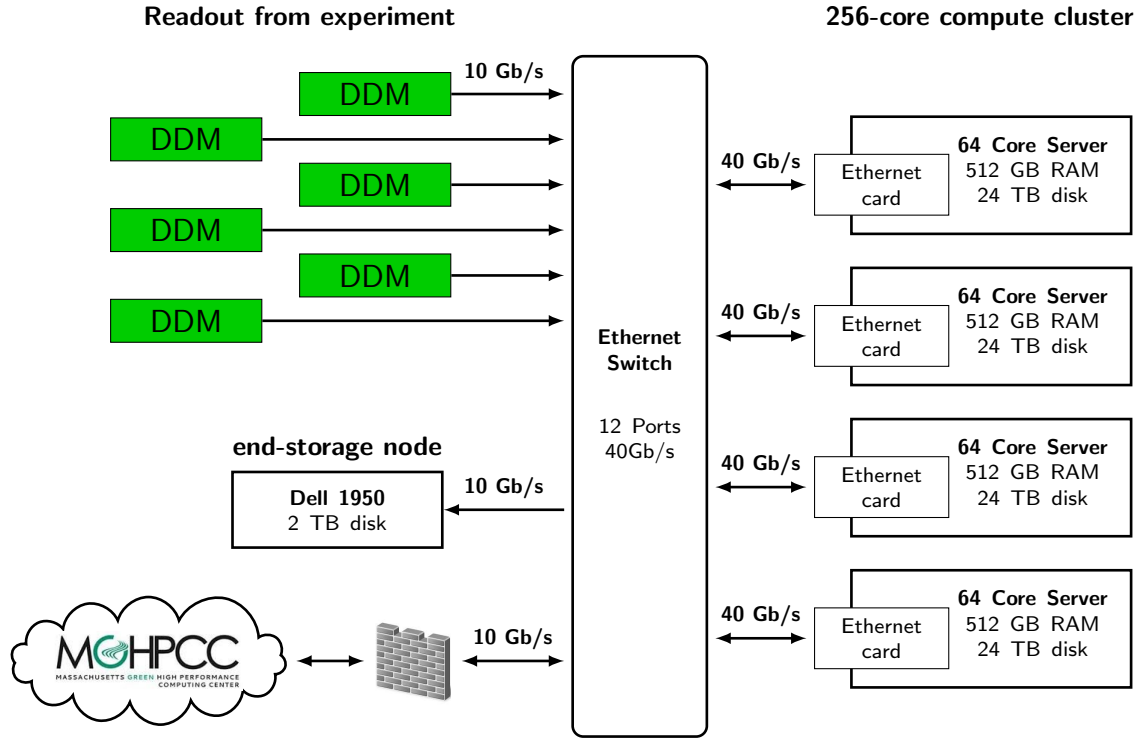 Readout from experiment
256-core compute cluster
10 Gb/s
DDM
DDM
DDM
DDM
DDM
DDM
Ethernet
Switch
12 Ports
40Gb/s
40 Gb/s
Ethernet
card
64 Core Server
512 GB RAM
24 TB disk
40 Gb/s
Ethernet
card
64 Core Server
512 GB RAM
24 TB disk
40 Gb/s
Ethernet
card
64 Core Server
512 GB RAM
24 TB disk
40 Gb/s
Ethernet
card
64 Core Server
512 GB RAM
24 TB disk
end-storage node
Dell 1950
2 TB disk
10 Gb/s
MGHPCC
MASSACHUSETTS GREEN HIGH PERFORMANCE
COMPUTING CENTER
10 Gb/s